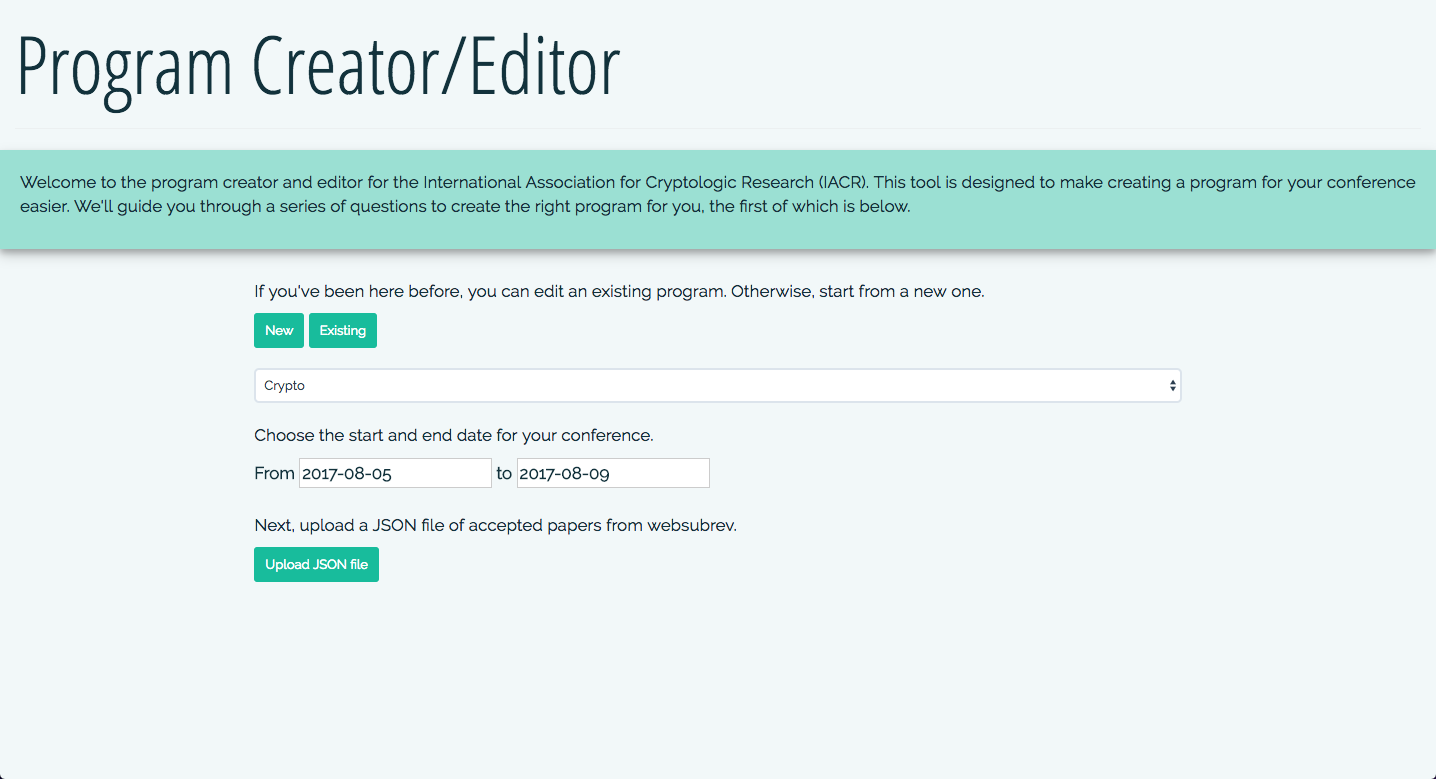 Program Creator/Editor
Welcome to the program creator and editor for the International Association for Cryptologic Research (IACR). This tool is designed to make creating a program for your conference
easier. We'll guide you through a series of questions to create the right program for you, the first of which is below.
If you've been here before, you can edit an existing program. Otherwise, start from a new one.
New Existing
Crypto
Choose the start and end date for your conference.
From 2017-08-05 to 2017-08-09
Next, upload a JSON file of accepted papers from websubrev.
Upload JSON file